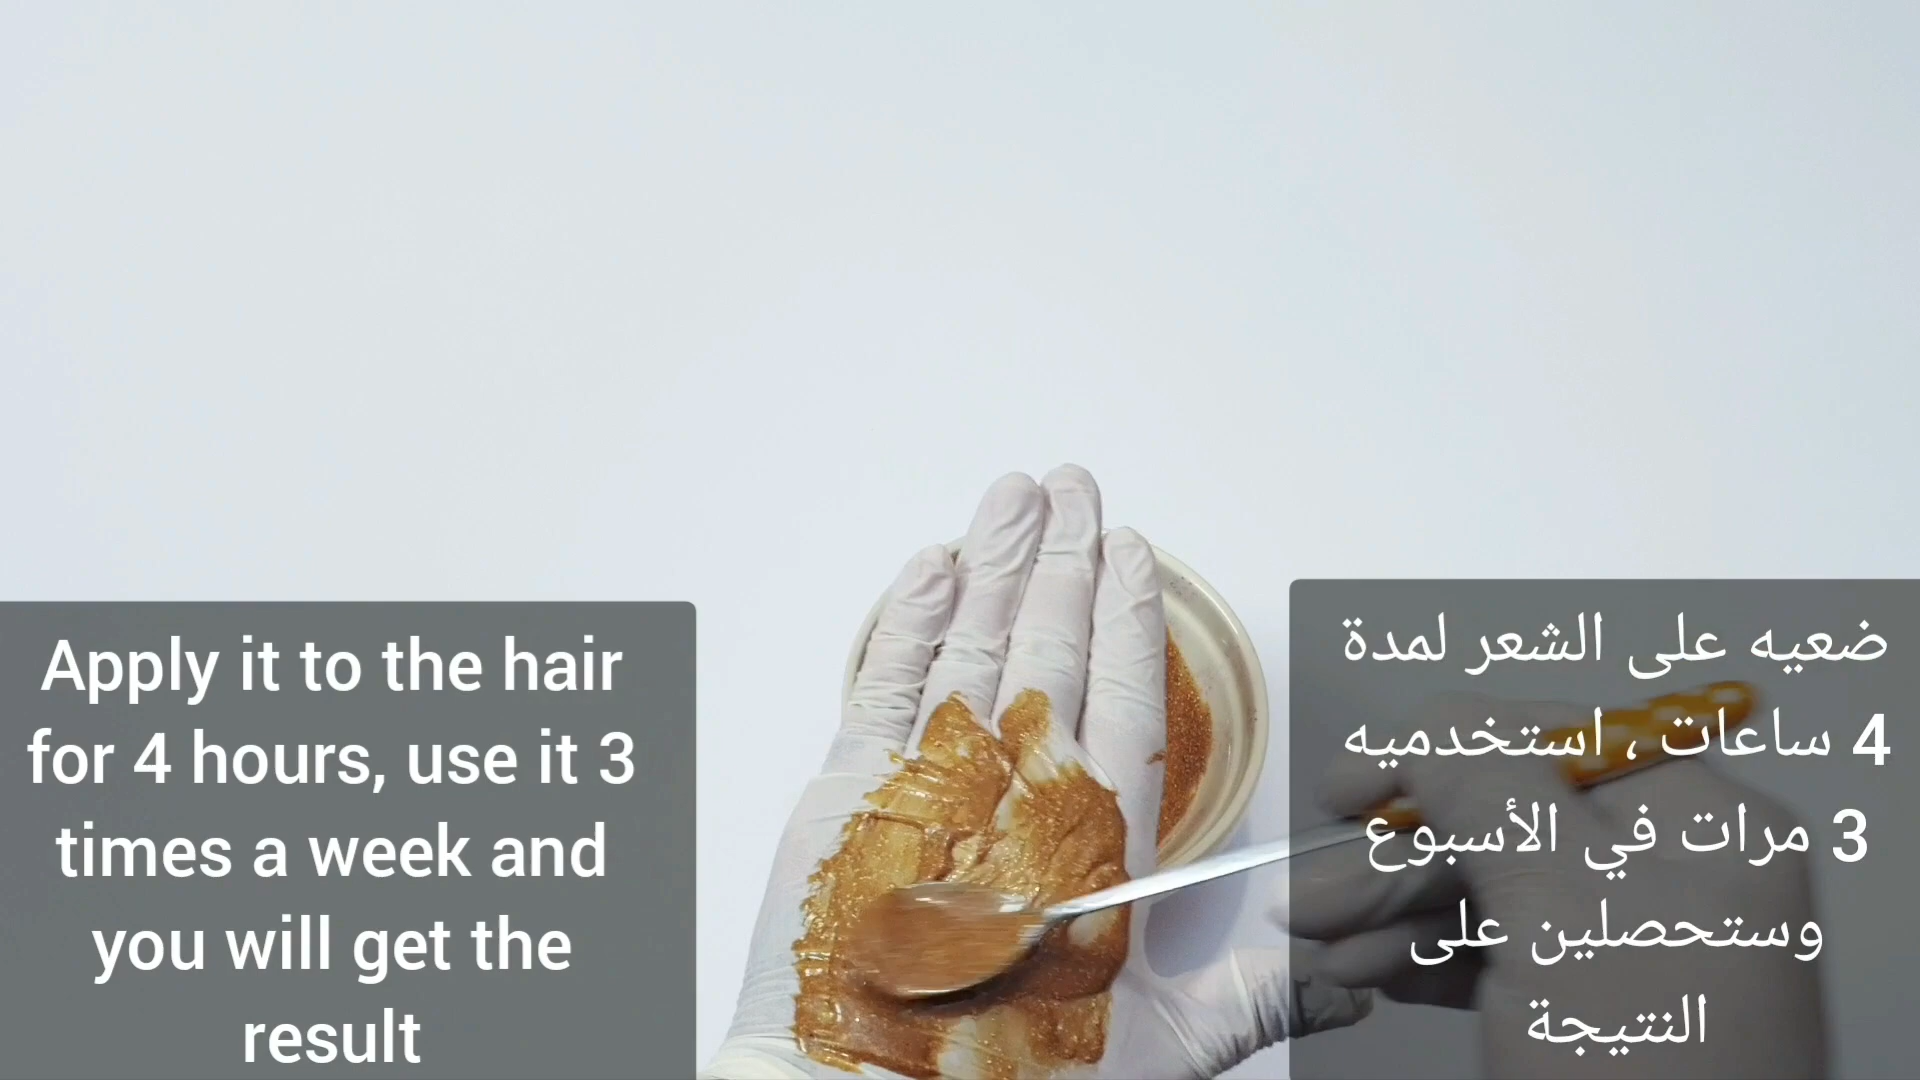 Apply it to the hair
for 4 hours, use it 3
times a week and
you will get the
result
ضعيه على الشعر لمدة
4 ساعات ، استخدميه
3 مرات في الأسبوع
وستحصلين على
النتيجة